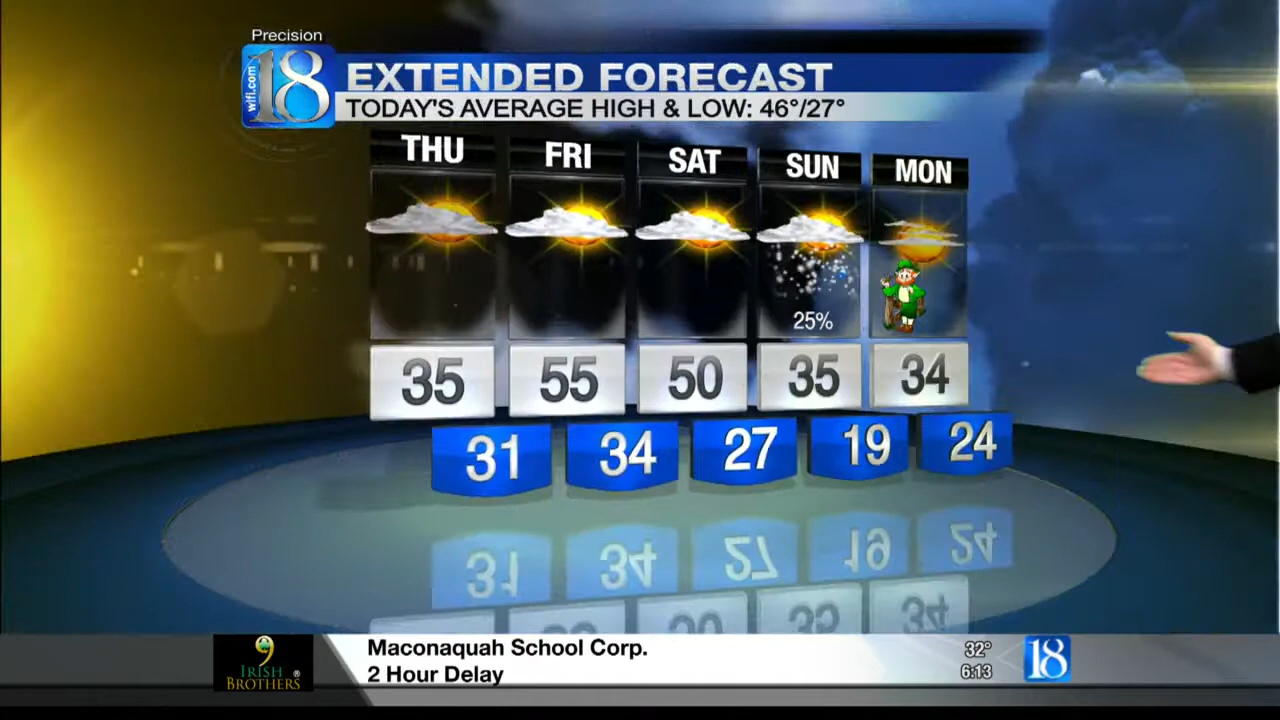 Precision
wlfi.com
18
EXTENDED FORECAST
TODAY'S AVERAGE HIGH & LOW: 46°/27°
THU FRI SAT SUN MON
25%
35 55 50 35 34
31 34 27 19 24
Maconaquah School Corp.
2 Hour Delay
32°
6:13
18
9
IRISH
BROTHERS®